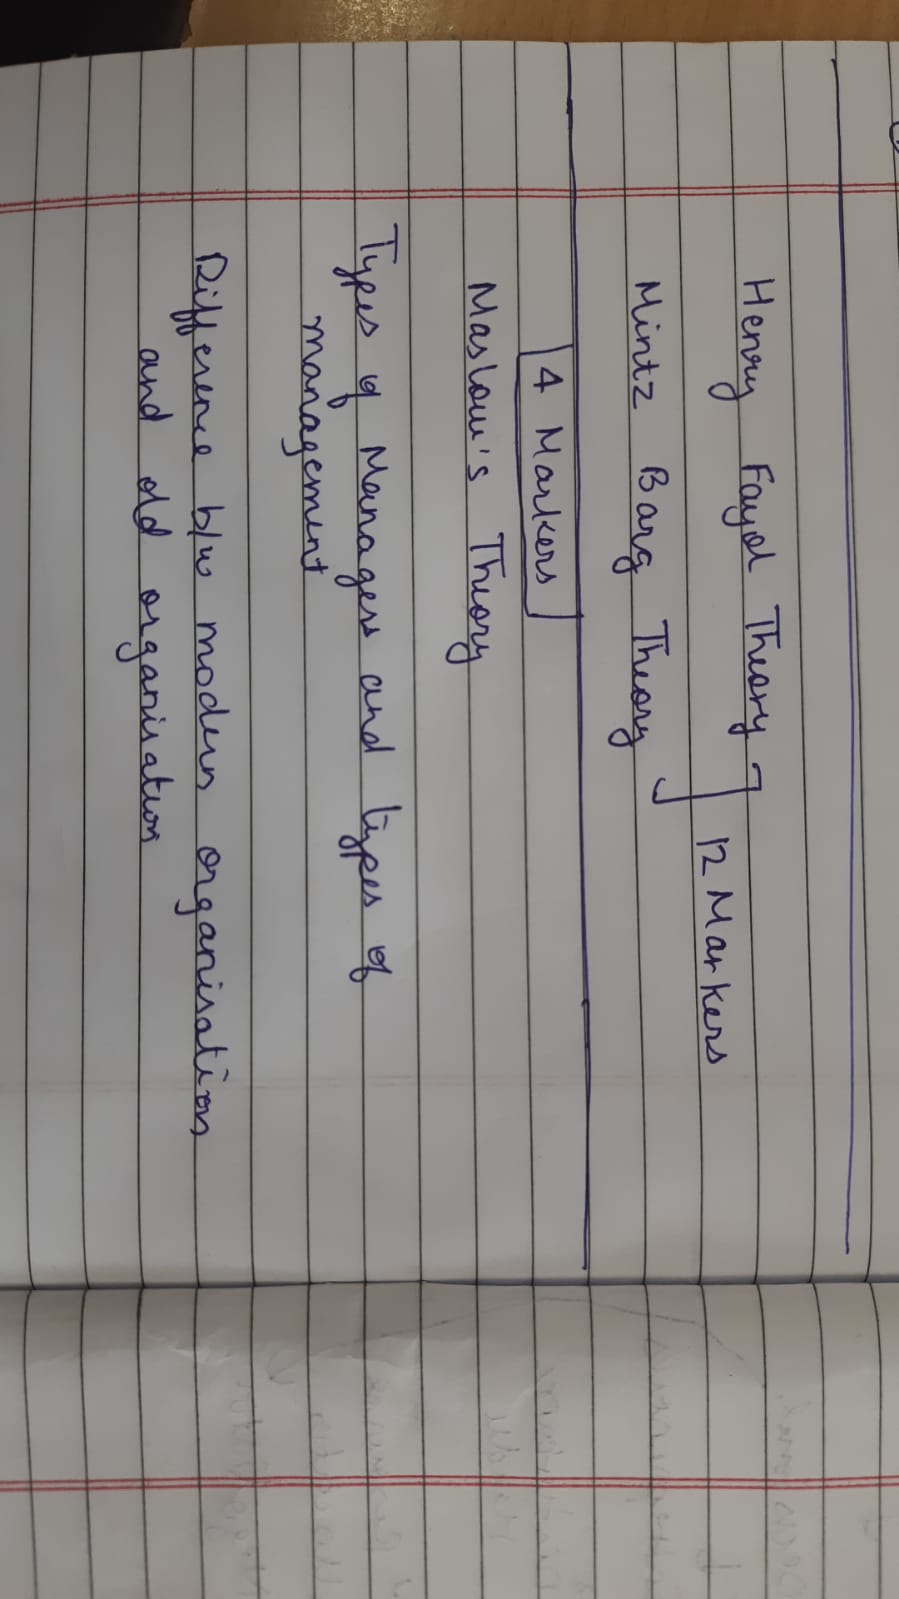 Henry Fayol Theory
12 Markers
Mintz Barg Theory
4 Markers
Maslow's Theory
Types of Managers and types of
management
Difference b/w modern organisation
and old organisation